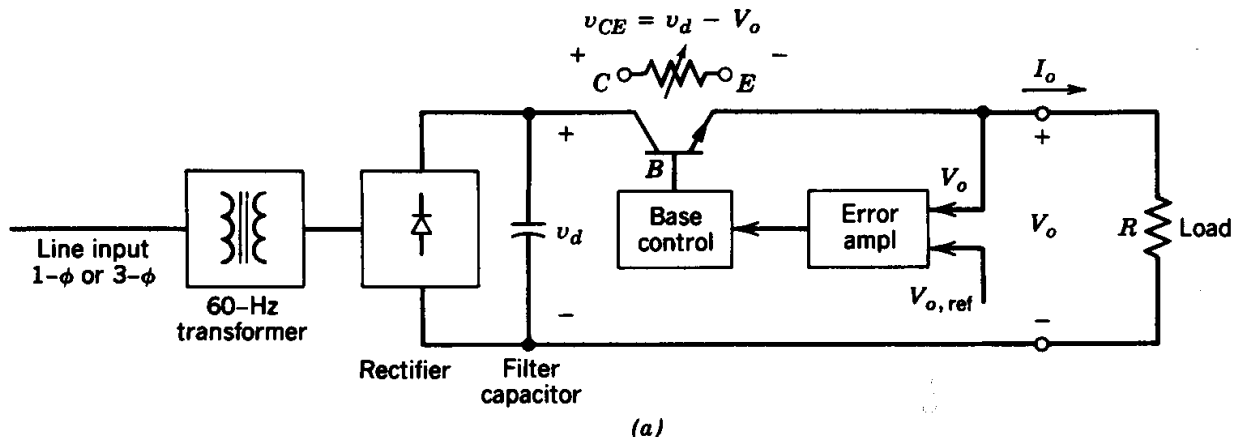 v_CE = v_d − V_o
+ −
C E
I_o
+ B + 
V_o
Base control
Error ampl
v_d
V_o
R Load
Line input
1-ϕ or 3-ϕ
V_o, ref
60-Hz
transformer
− −
Rectifier
Filter
capacitor
(a)